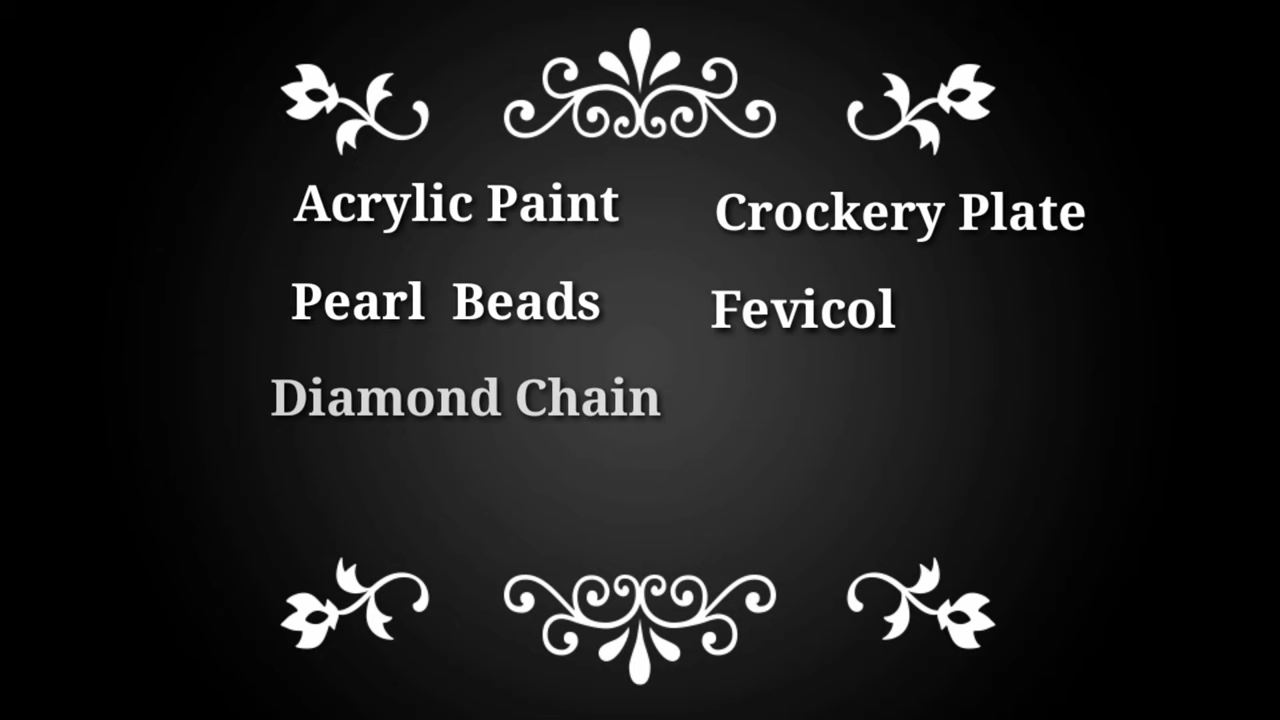 Acrylic Paint
Crockery Plate
Pearl Beads
Fevicol
Diamond Chain